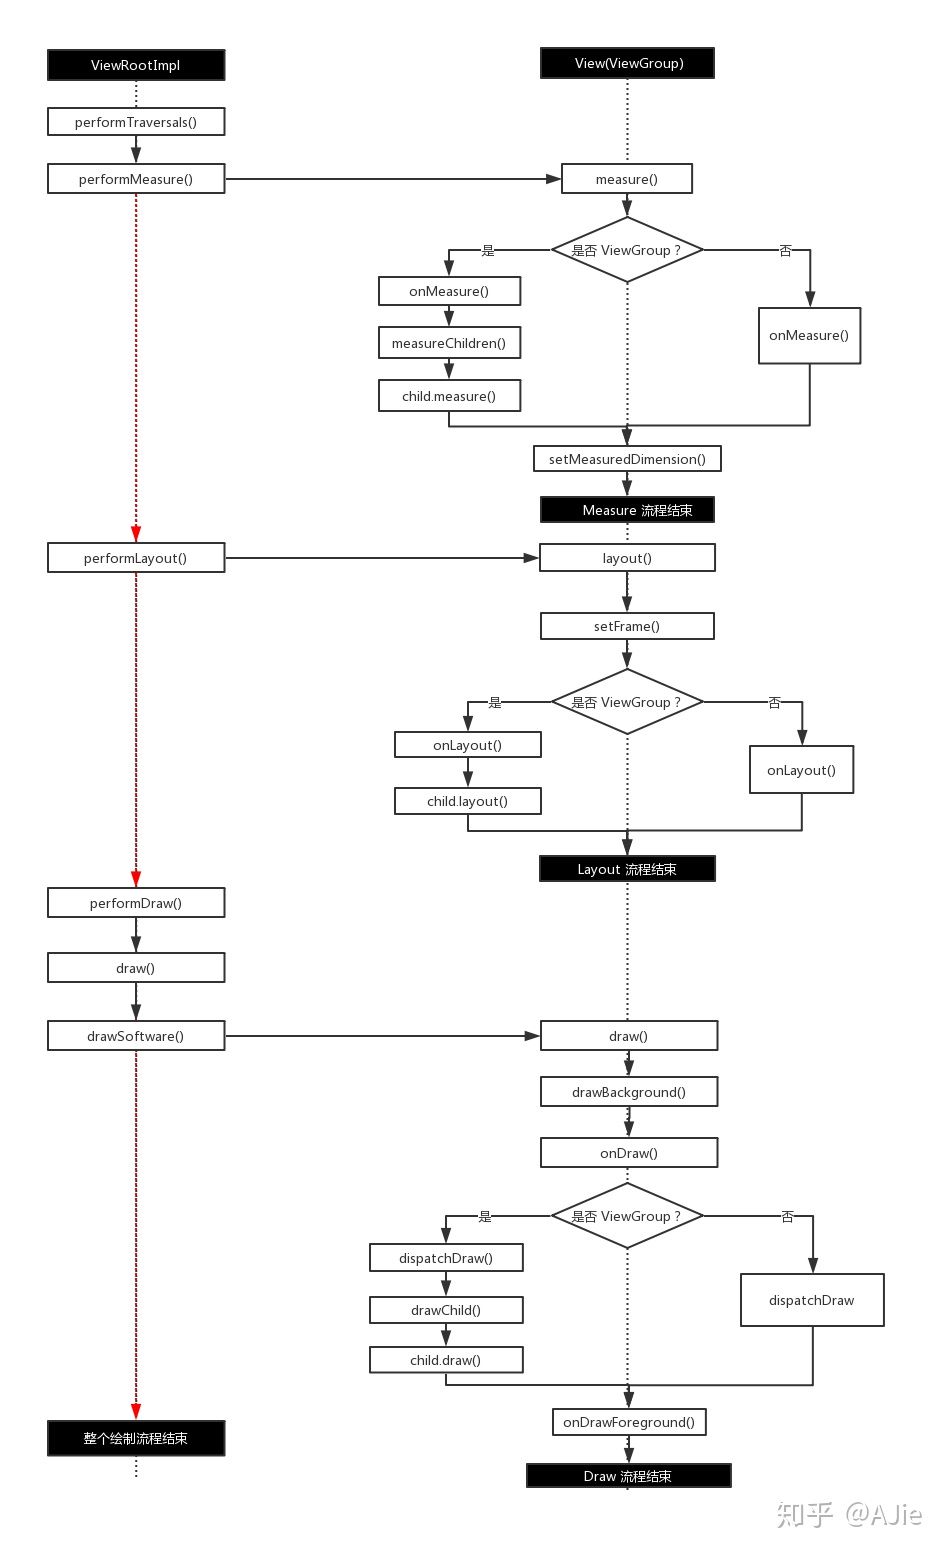 ViewRootImpl
View(ViewGroup)
performTraversals()
performMeasure()
measure()
是否 ViewGroup ?
是
否
onMeasure()
measureChildren()
child.measure()
onMeasure()
setMeasuredDimension()
Measure 流程结束
performLayout()
layout()
setFrame()
是否 ViewGroup ?
是
否
onLayout()
child.layout()
onLayout()
Layout 流程结束
performDraw()
draw()
drawSoftware()
draw()
drawBackground()
onDraw()
是否 ViewGroup ?
是
否
dispatchDraw()
drawChild()
child.draw()
dispatchDraw
onDrawForeground()
整个绘制流程结束
Draw 流程结束
知乎 @AJie